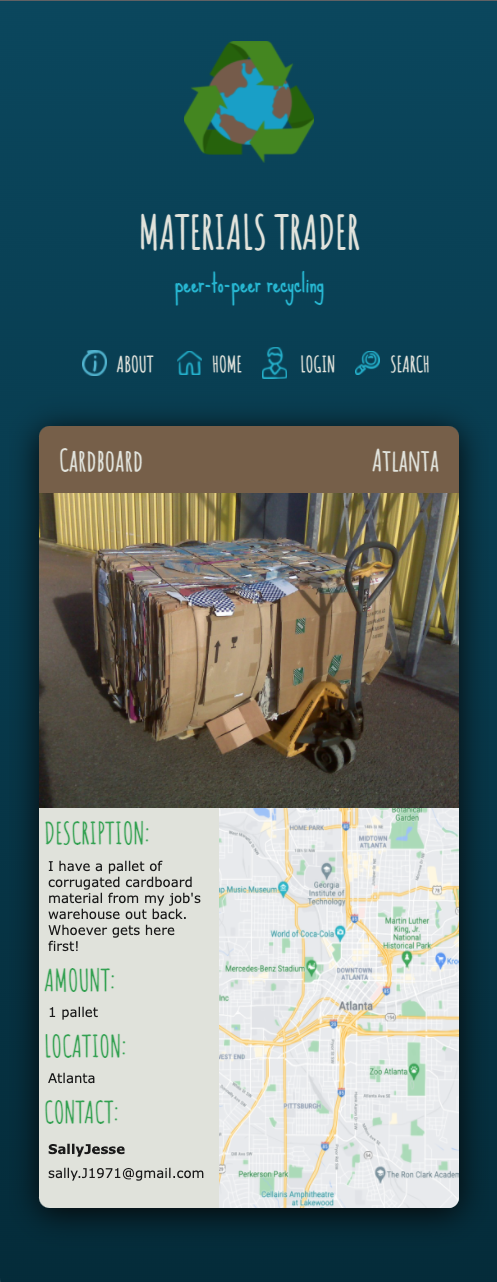 MATERIALS TRADER
peer-to-peer recycling
ABOUT
HOME
LOGIN
SEARCH
CARDBOARD
ATLANTA
DESCRIPTION:
I have a pallet of
corrugated cardboard
material from my job's
warehouse out back.
Whoever gets here
first!
AMOUNT:
1 pallet
LOCATION:
Atlanta
CONTACT:
SallyJesse
sally.J1971@gmail.com
Botanical
Garden
HOME PARK
MIDTOWN
ATLANTA
Georgia
Institute of
Technology
p Music Museum
World of Coca-Cola
Martin Luther
King, Jr.
National
Historical Park
Mercedes-Benz Stadium
DOWNTOWN
ATLANTA
Kro
inc
Atlanta
WEST END
Zoo Atlanta
PITTSBURGH
Perkerson Park
The Ron Clark Academ
Cellairis Amphitheatre
at Lakewood